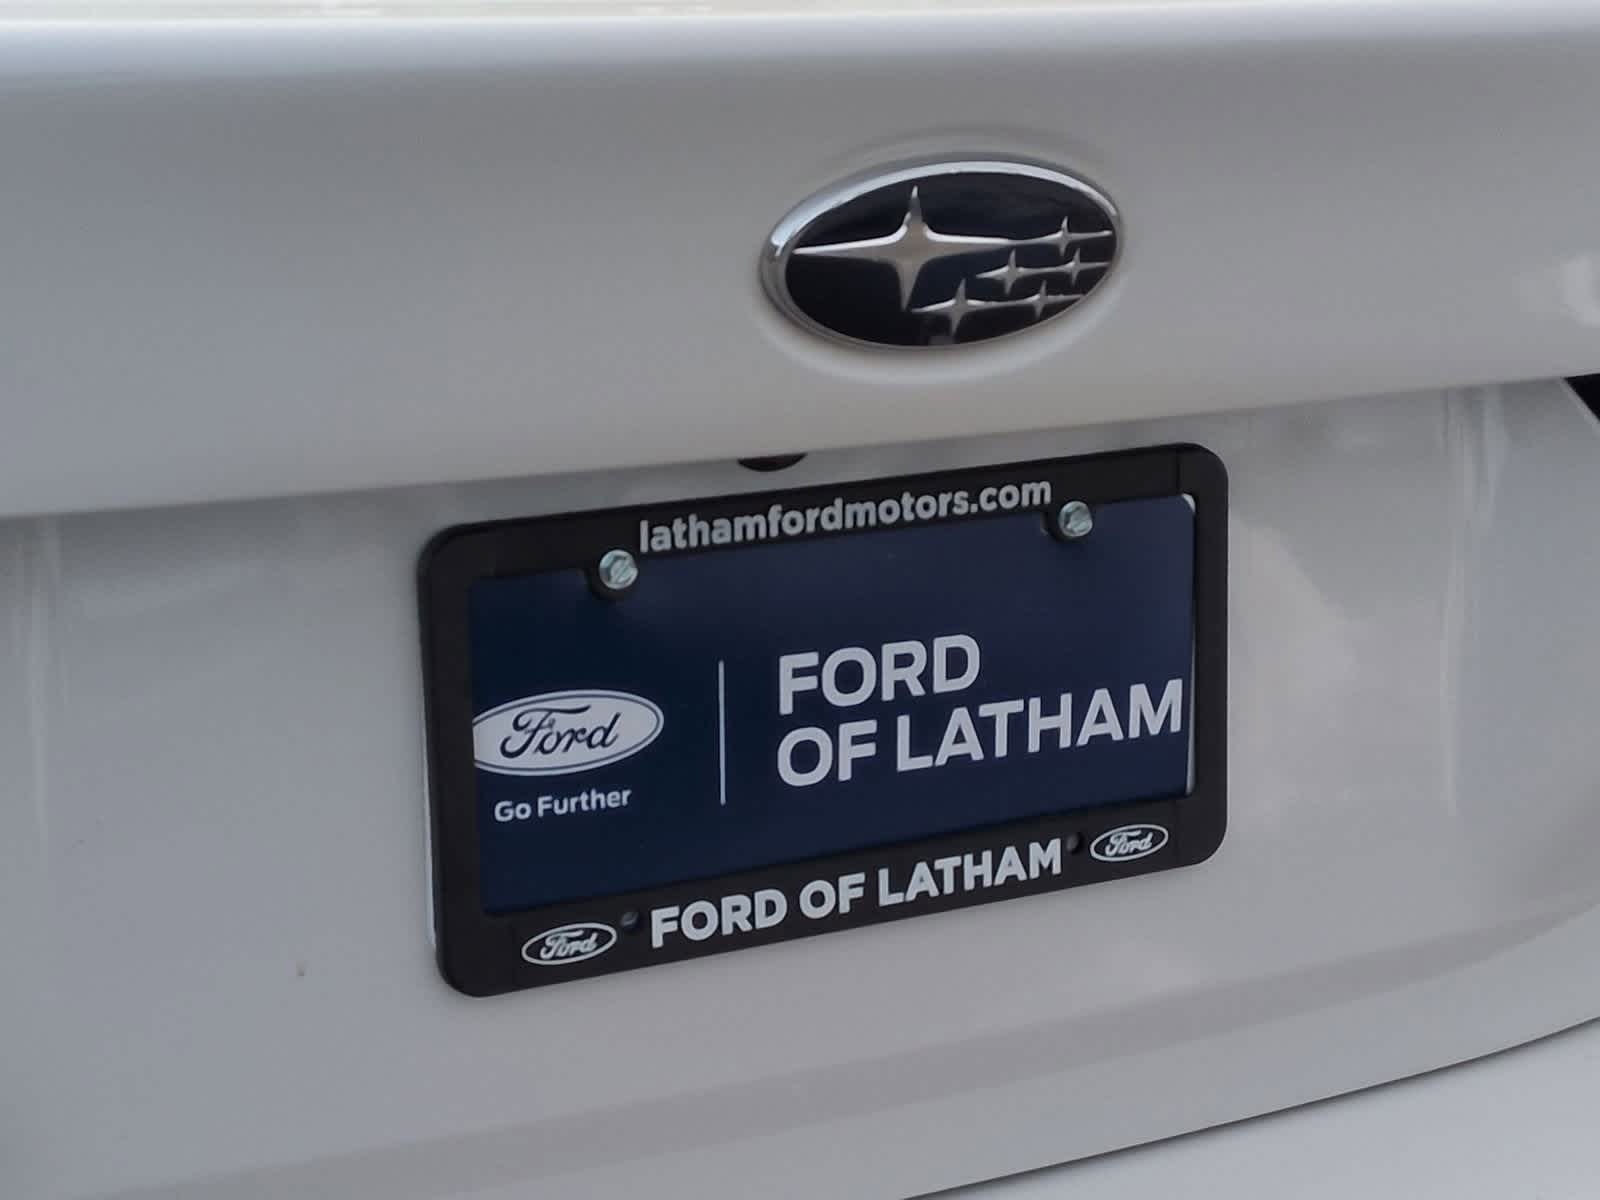 lathamfordmotors.com
FORD
OF LATHAM
Ford
Go Further
Ford FORD OF LATHAM Ford